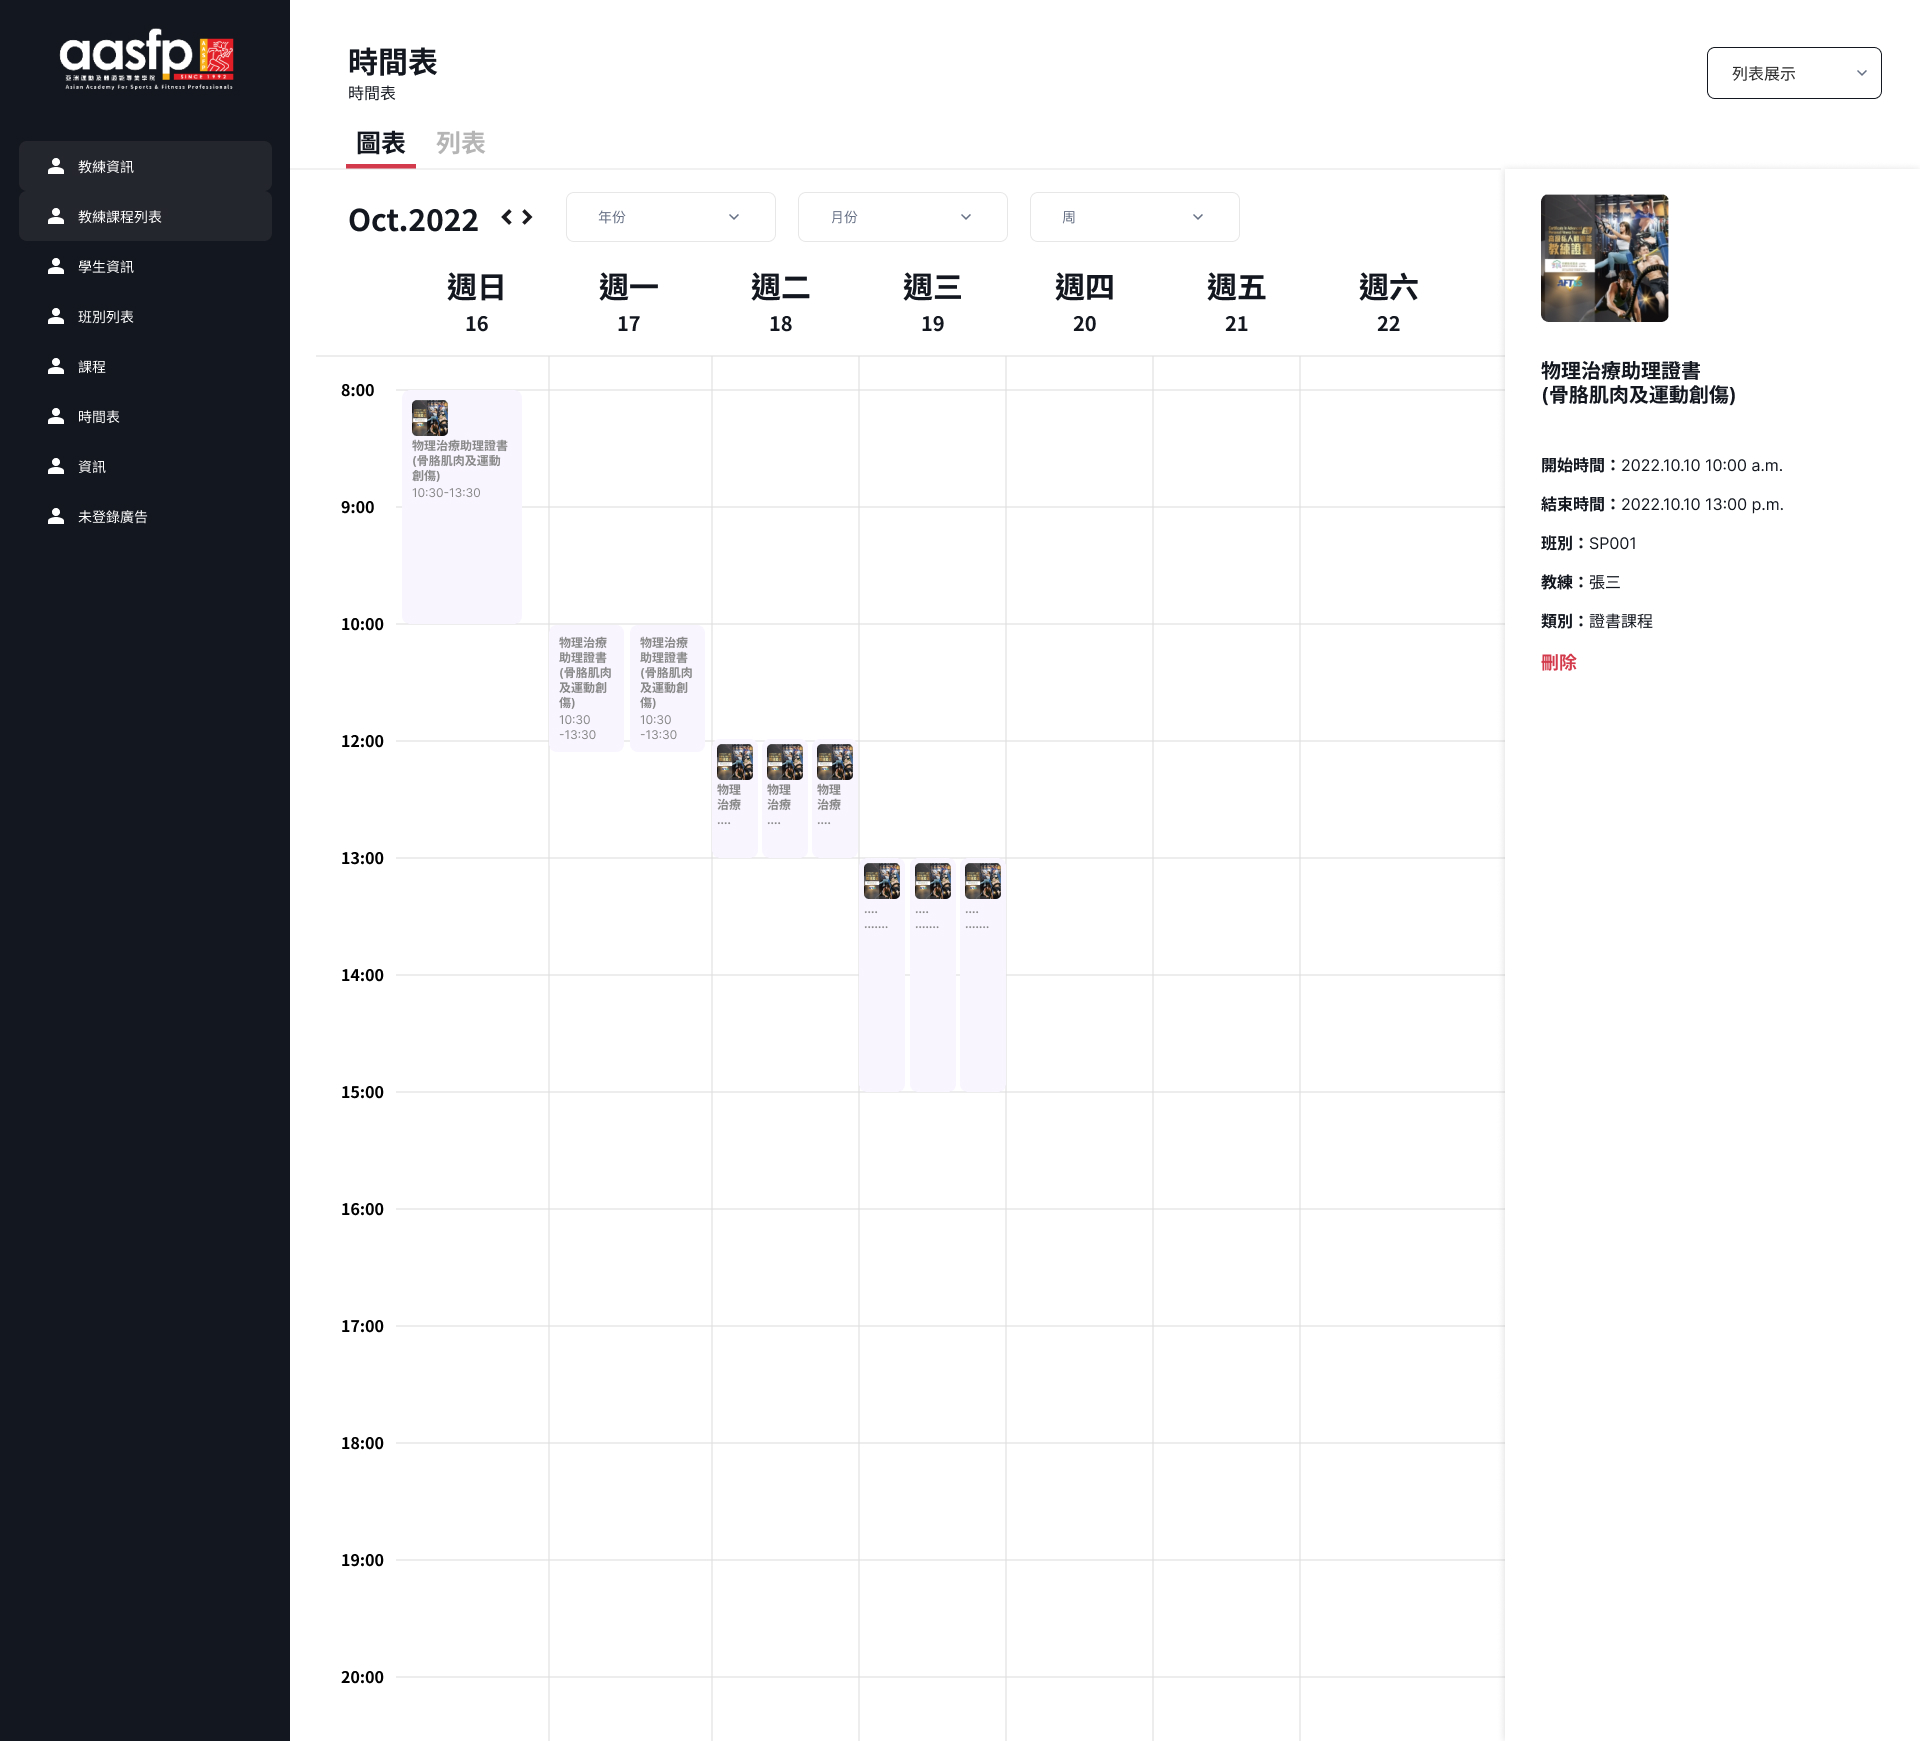 aasfp
AASFP
SINCE 1992
亞洲運動及體適能專業學院
Asian Academy For Sports & Fitness Professionals
教練資訊
教練課程列表
學生資訊
班別列表
課程
時間表
資訊
未登錄廣告
時間表
時間表
列表展示
圖表
列表
Oct.2022
年份
月份
周
週日
週一
週二
週三
週四
週五
週六
16
17
18
19
20
21
22
8:00
物理治療助理證書
(骨胳肌肉及運動
創傷)
10:30-13:30
9:00
10:00
物理治療
助理證書
(骨胳肌肉
及運動創
傷)
10:30
-13:30
物理治療
助理證書
(骨胳肌肉
及運動創
傷)
10:30
-13:30
12:00
物理
治療
....
物理
治療
....
物理
治療
....
13:00
....
.......
....
.......
....
.......
14:00
15:00
16:00
17:00
18:00
19:00
20:00
教練證書
AFT
物理治療助理證書
(骨胳肌肉及運動創傷)
開始時間：2022.10.10 10:00 a.m.
結束時間：2022.10.10 13:00 p.m.
班別：SP001
教練：張三
類別：證書課程
刪除